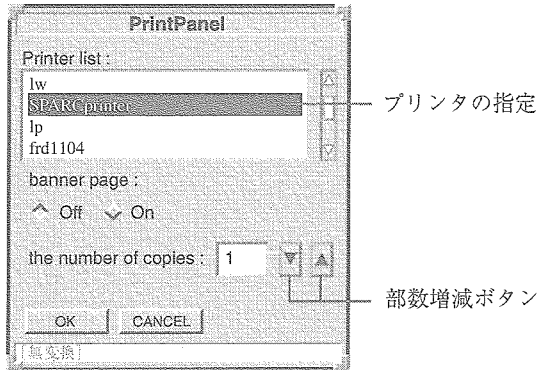 PrintPanel
Printer list :
lw
SPARCprinter
lp
frd1104
プリンタの指定
banner page :
Off On
the number of copies : 1
部数増減ボタン
OK CANCEL
[無変換]